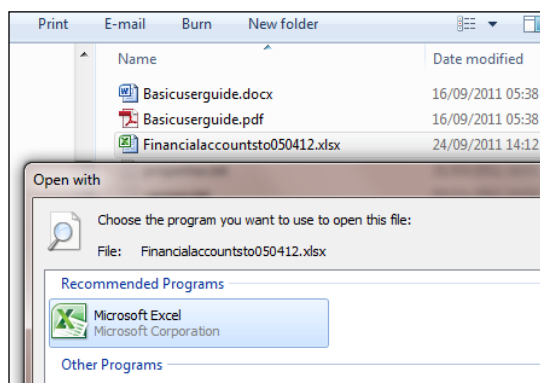 Print E-mail Burn New folder
Name Date modified
Basicuserguide.docx 16/09/2011 05:38
Basicuserguide.pdf 16/09/2011 05:38
Financialaccountsto050412.xlsx 24/09/2011 14:12
Open with
Choose the program you want to use to open this file:
File: Financialaccountsto050412.xlsx
Recommended Programs
Microsoft Excel
Microsoft Corporation
Other Programs